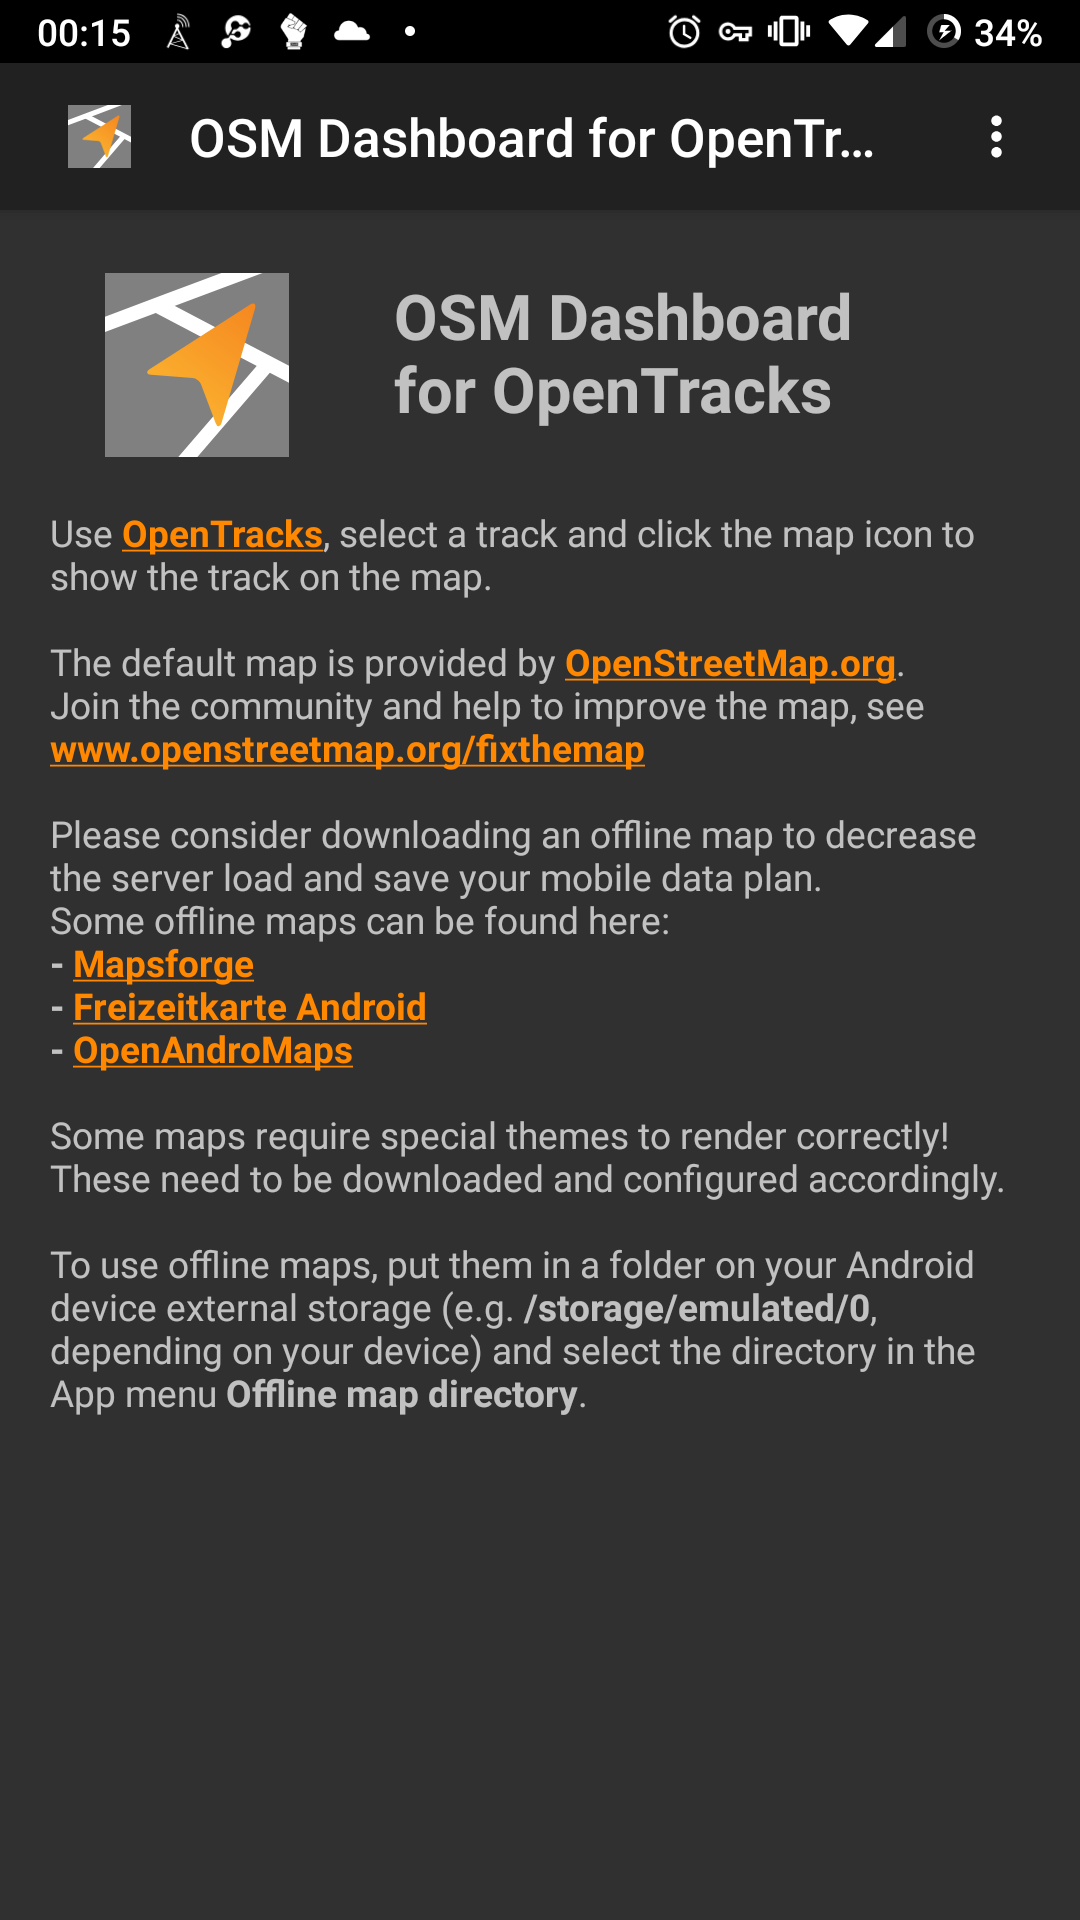 00:15
34%
OSM Dashboard for OpenTr...
OSM Dashboard
for OpenTracks
Use OpenTracks, select a track and click the map icon to
show the track on the map.
The default map is provided by OpenStreetMap.org.
Join the community and help to improve the map, see
www.openstreetmap.org/fixthemap
Please consider downloading an offline map to decrease
the server load and save your mobile data plan.
Some offline maps can be found here:
- Mapsforge
- Freizeitkarte Android
- OpenAndroMaps
Some maps require special themes to render correctly!
These need to be downloaded and configured accordingly.
To use offline maps, put them in a folder on your Android
device external storage (e.g. /storage/emulated/0,
depending on your device) and select the directory in the
App menu Offline map directory.